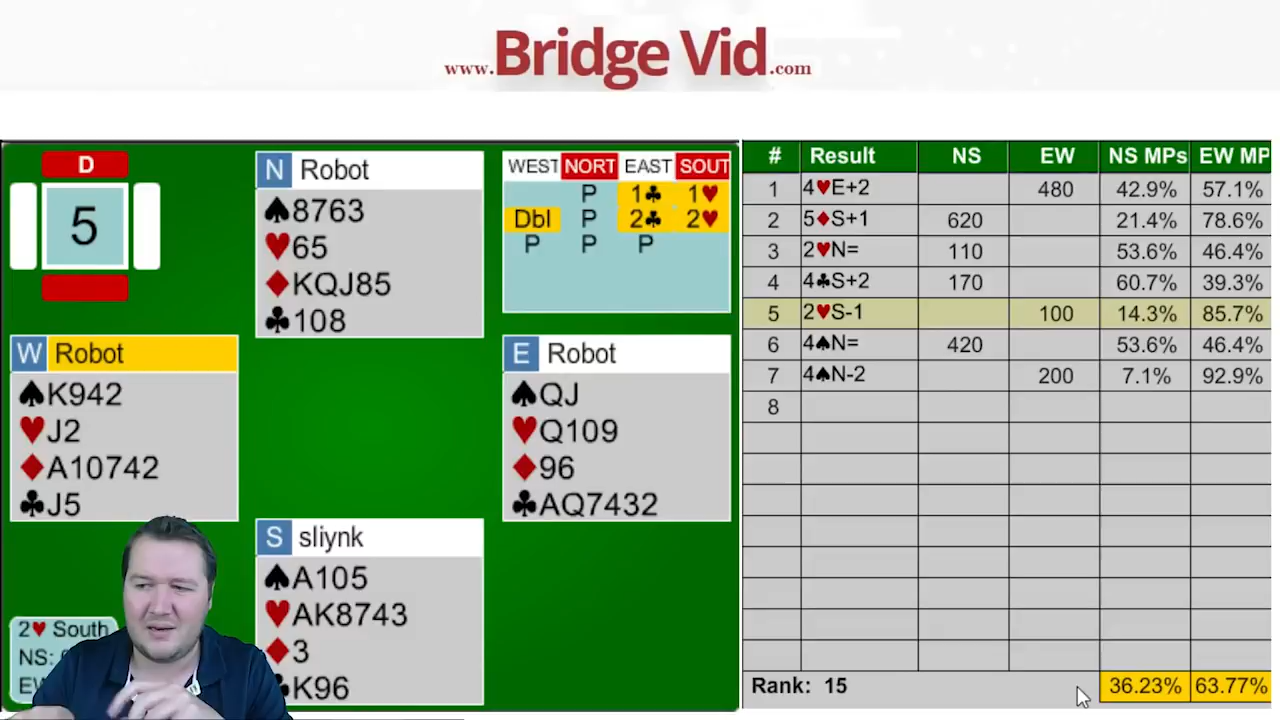 www.Bridge Vid.com
D
5
N Robot
♠8763
♥65
♦KQJ85
♣108
WEST NORT EAST SOUT
P 1♣ 1♥
Dbl P 2♣ 2♥
P P P
W Robot
♠K942
♥J2
♦A10742
♣J5
E Robot
♠QJ
♥Q109
♦96
♣AQ7432
S sliynk
♠A105
♥AK8743
♦3
♣K96
2♥ South
NS:
EW
# Result NS EW NS MPs EW MP
1 4♥E+2 480 42.9% 57.1%
2 5♦S+1 620 21.4% 78.6%
3 2♥N= 110 53.6% 46.4%
4 4♣S+2 170 60.7% 39.3%
5 2♥S-1 100 14.3% 85.7%
6 4♠N= 420 53.6% 46.4%
7 4♠N-2 200 7.1% 92.9%
8
Rank: 15 36.23% 63.77%